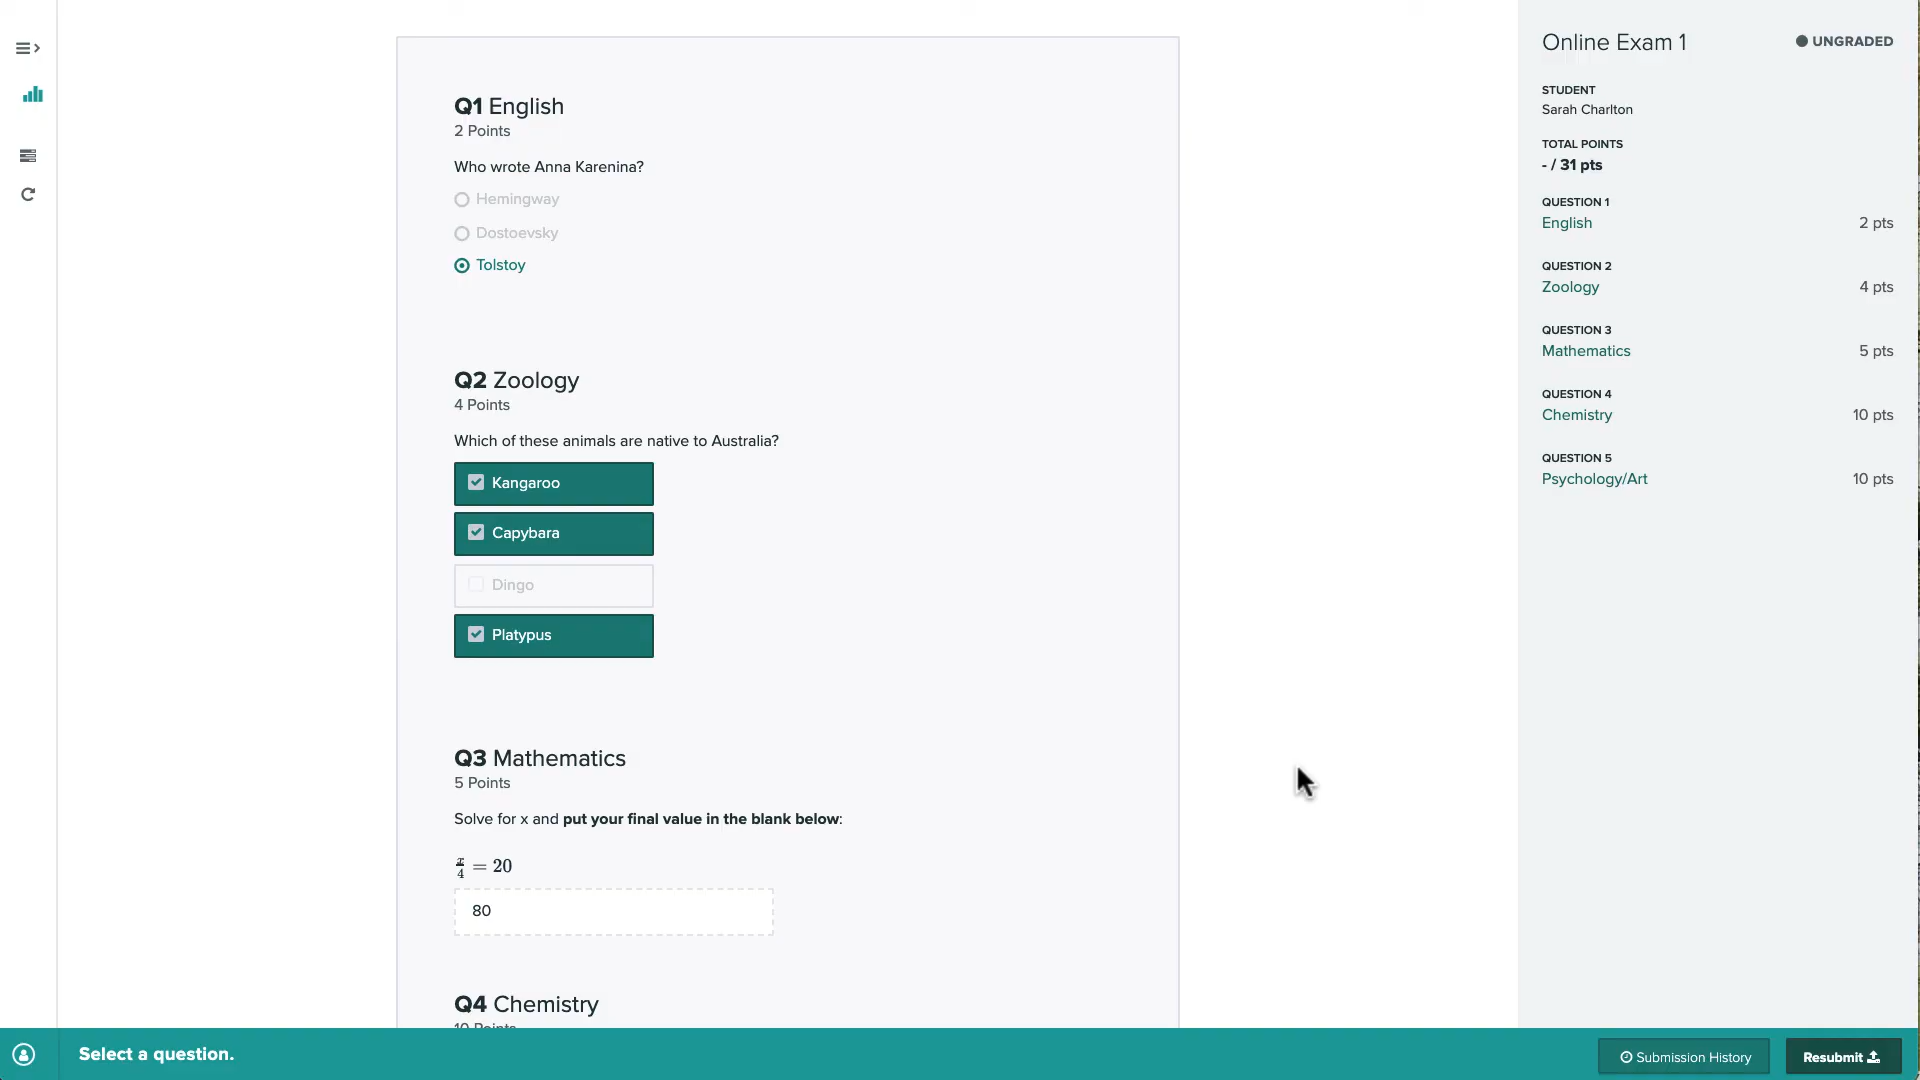 Q1 English
2 Points
Who wrote Anna Karenina?
Hemingway
Dostoevsky
Tolstoy
Q2 Zoology
4 Points
Which of these animals are native to Australia?
Kangaroo
Capybara
Dingo
Platypus
Q3 Mathematics
5 Points
Solve for x and put your final value in the blank below:
x/4 = 20
80
Q4 Chemistry
10 Points
Online Exam 1
UNGRADED
STUDENT
Sarah Charlton
TOTAL POINTS
- / 31 pts
QUESTION 1
English 2 pts
QUESTION 2
Zoology 4 pts
QUESTION 3
Mathematics 5 pts
QUESTION 4
Chemistry 10 pts
QUESTION 5
Psychology/Art 10 pts
Select a question.
Submission History
Resubmit